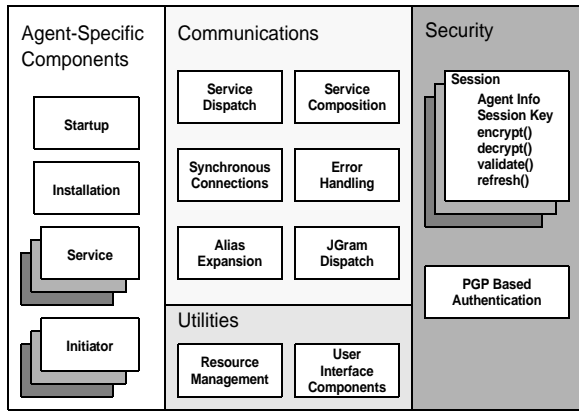 Agent-Specific
Components
Startup
Installation
Service
Initiator
Communications
Service
Dispatch
Service
Composition
Synchronous
Connections
Error
Handling
Alias
Expansion
JGram
Dispatch
Utilities
Resource
Management
User
Interface
Components
Security
Session
Agent Info
Session Key
encrypt()
decrypt()
validate()
refresh()
PGP Based
Authentication